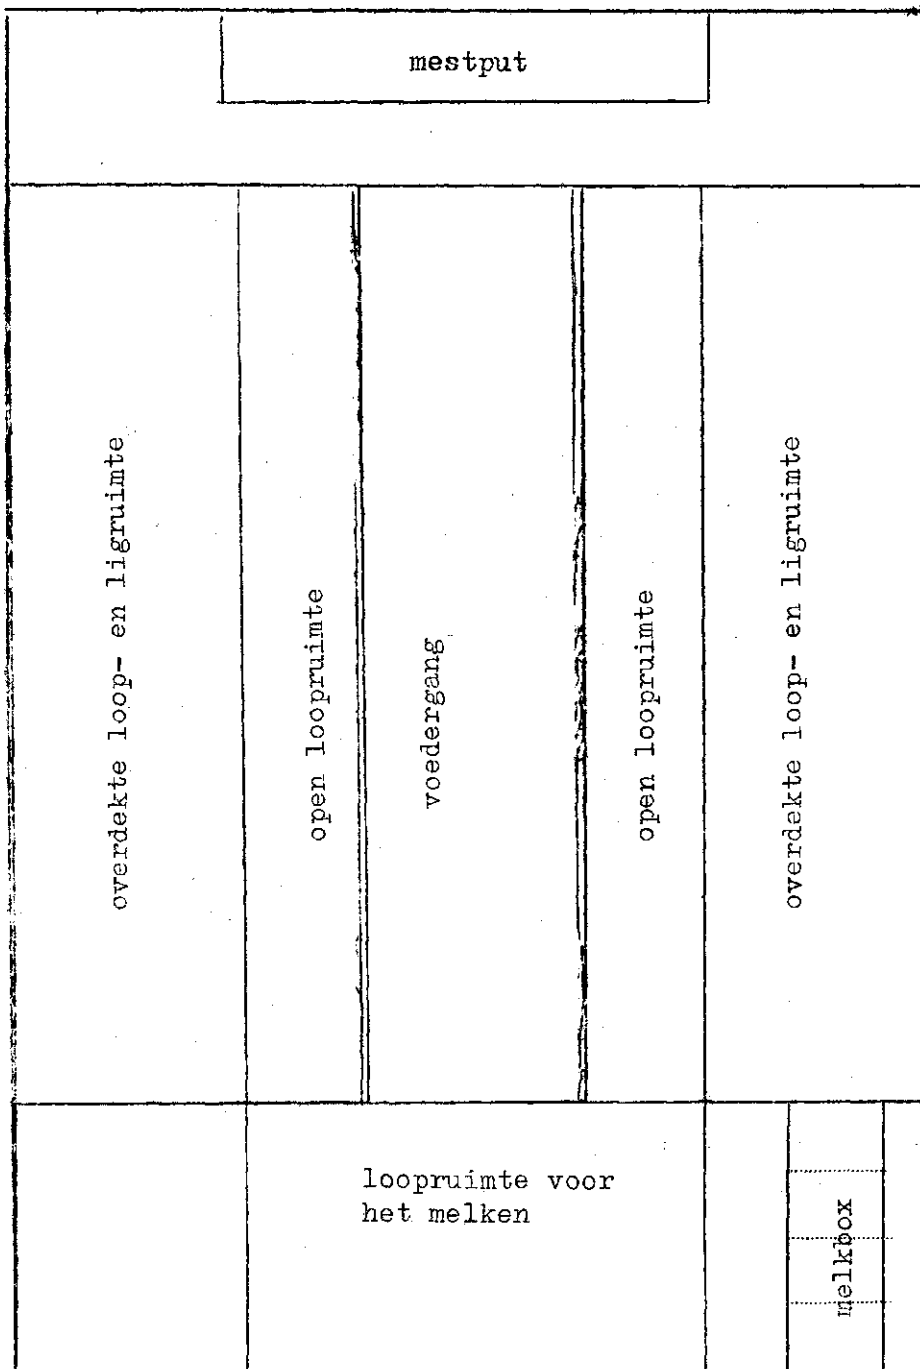 mestput
overdekte loop- en ligruimte
open loopruimte
voedergang
open loopruimte
overdekte loop- en ligruimte
loopruimte voor
het melken
melkbox